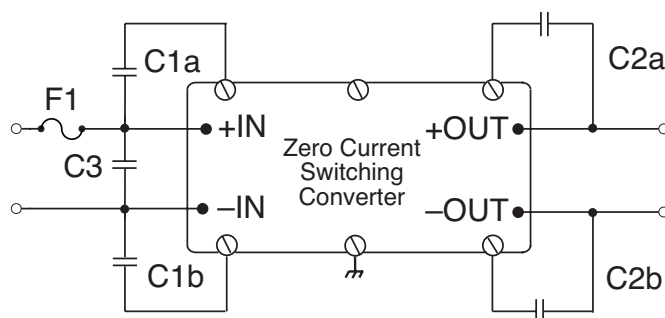 C1a
C2a
F1
+IN
+OUT
Zero Current
Switching
Converter
C3
–IN
–OUT
C1b
C2b